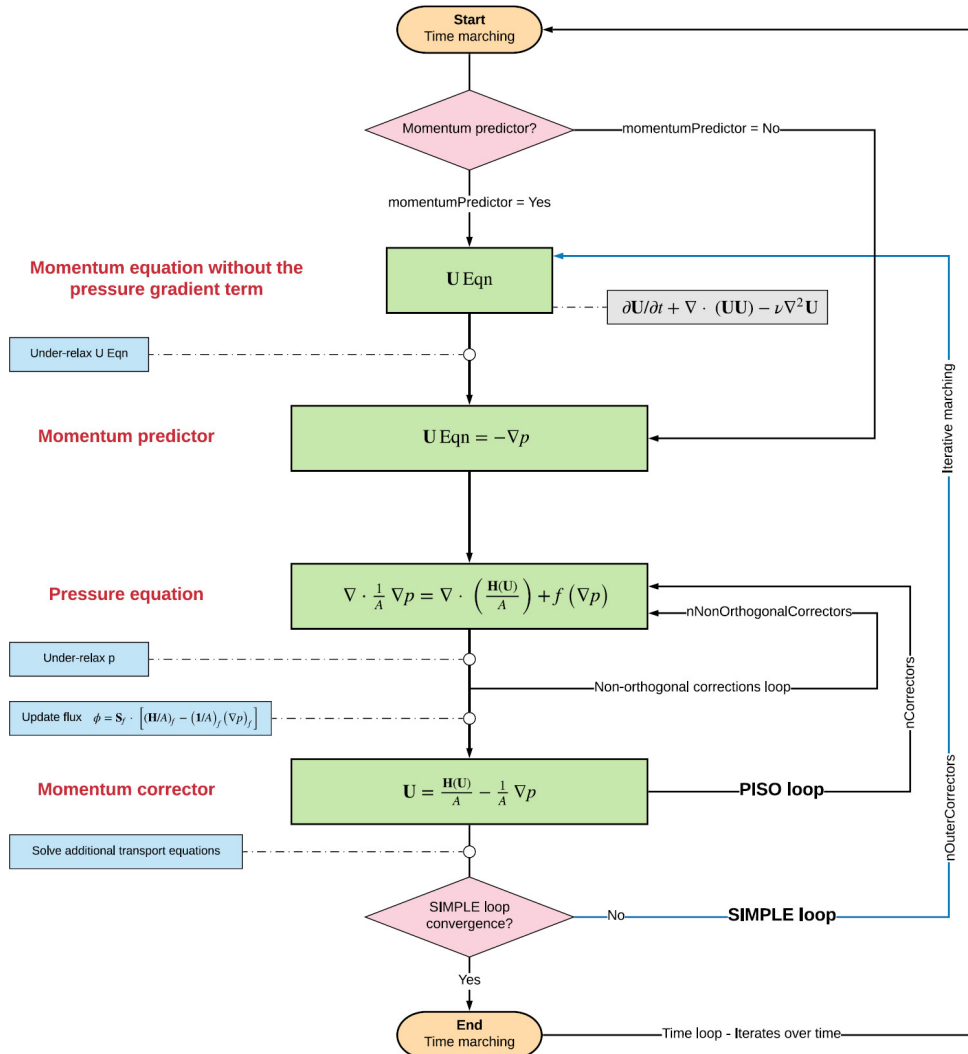 Start
Time marching
Momentum predictor?
momentumPredictor = No
momentumPredictor = Yes
Momentum equation without the
pressure gradient term
U Eqn
∂U/∂t + ∇ · (UU) − ν∇²U
Under-relax U Eqn
Iterative marching
Momentum predictor
U Eqn = −∇p
Pressure equation
∇ · 1/A ∇p = ∇ · (H(U)/A) + f (∇p)
nNonOrthogonalCorrectors
Under-relax p
Non-orthogonal corrections loop
nCorrectors
Update flux ϕ = S_f · [(H/A)_f − (1/A)_f (∇p)_f]
Momentum corrector
U = H(U)/A − 1/A ∇p
PISO loop
nOuterCorrectors
Solve additional transport equations
SIMPLE loop
convergence?
No
SIMPLE loop
Yes
End
Time marching
Time loop - Iterates over time